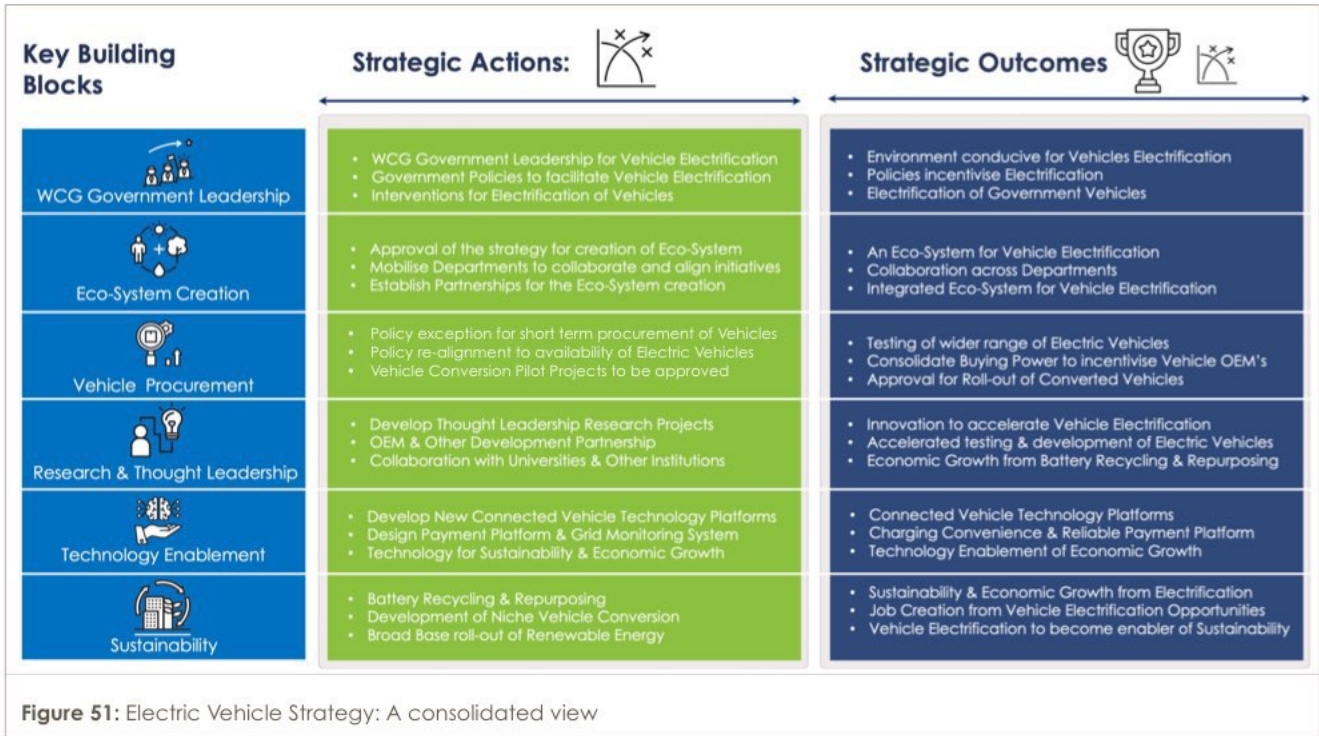 Key Building
Blocks
Strategic Actions:
Strategic Outcomes
WCG Government Leadership
• WCG Government Leadership for Vehicle Electrification
• Government Policies to facilitate Vehicle Electrification
• Interventions for Electrification of Vehicles
• Environment conducive for Vehicles Electrification
• Policies incentivise Electrification
• Electrification of Government Vehicles
Eco-System Creation
• Approval of the strategy for creation of Eco-System
• Mobilise Departments to collaborate and align initiatives
• Establish Partnerships for the Eco-System creation
• An Eco-System for Vehicle Electrification
• Collaboration across Departments
• Integrated Eco-System for Vehicle Electrification
Vehicle Procurement
• Policy exception for short term procurement of Vehicles
• Policy re-alignment to availability of Electric Vehicles
• Vehicle Conversion Pilot Projects to be approved
• Testing of wider range of Electric Vehicles
• Consolidate Buying Power to incentivise Vehicle OEM's
• Approval for Roll-out of Converted Vehicles
Research & Thought Leadership
• Develop Thought Leadership Research Projects
• OEM & Other Development Partnership
• Collaboration with Universities & Other Institutions
• Innovation to accelerate Vehicle Electrification
• Accelerated testing & development of Electric Vehicles
• Economic Growth from Battery Recycling & Repurposing
Technology Enablement
• Develop New Connected Vehicle Technology Platforms
• Design Payment Platform & Grid Monitoring System
• Technology for Sustainability & Economic Growth
• Connected Vehicle Technology Platforms
• Charging Convenience & Reliable Payment Platform
• Technology Enablement of Economic Growth
Sustainability
• Battery Recycling & Repurposing
• Development of Niche Vehicle Conversion
• Broad Base roll-out of Renewable Energy
• Sustainability & Economic Growth from Electrification
• Job Creation from Vehicle Electrification Opportunities
• Vehicle Electrification to become enabler of Sustainability
Figure 51: Electric Vehicle Strategy: A consolidated view